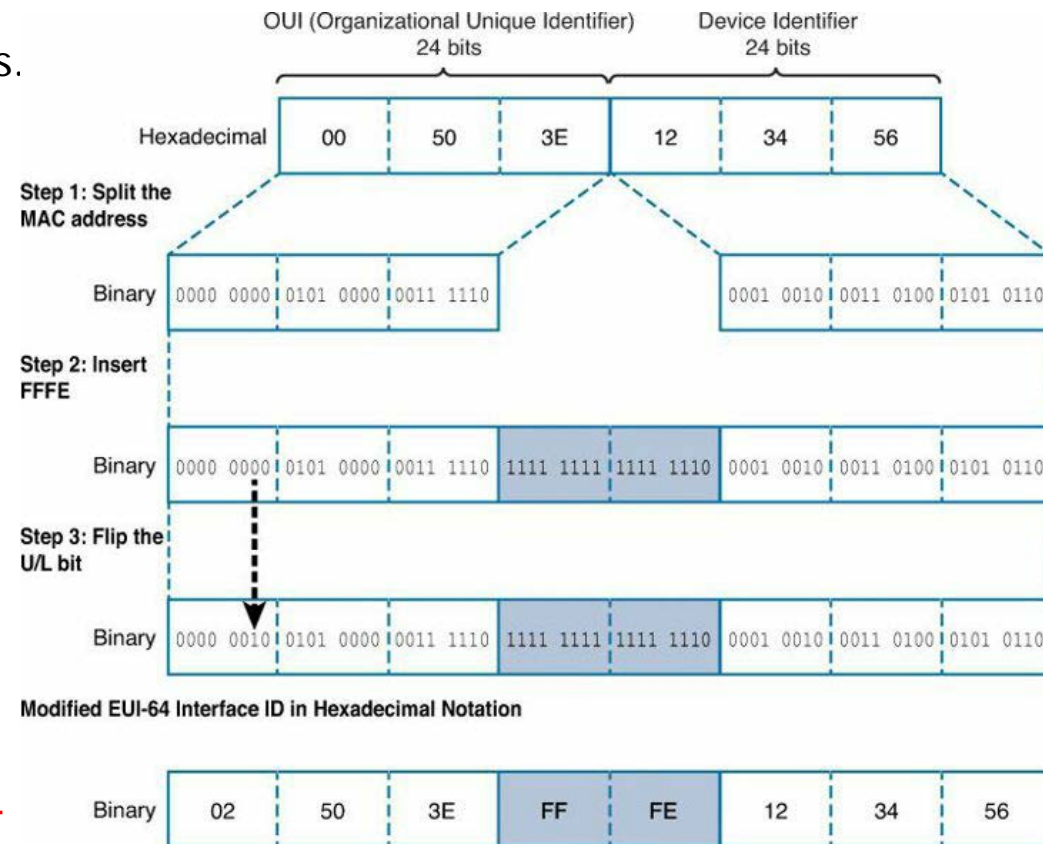 OUI (Organizational Unique Identifier) Device Identifier
24 bits 24 bits
s.
Hexadecimal 00 50 3E 12 34 56
Step 1: Split the
MAC address
Binary 0000 0000 0101 0000 0011 1110 0001 0010 0011 0100 0101 0110
Step 2: Insert
FFFE
Binary 0000 0000 0101 0000 0011 1110 1111 1111 1111 1110 0001 0010 0011 0100 0101 0110
Step 3: Flip the
U/L bit
Binary 0000 0010 0101 0000 0011 1110 1111 1111 1111 1110 0001 0010 0011 0100 0101 0110
Modified EUI-64 Interface ID in Hexadecimal Notation
Binary 02 50 3E FF FE 12 34 56